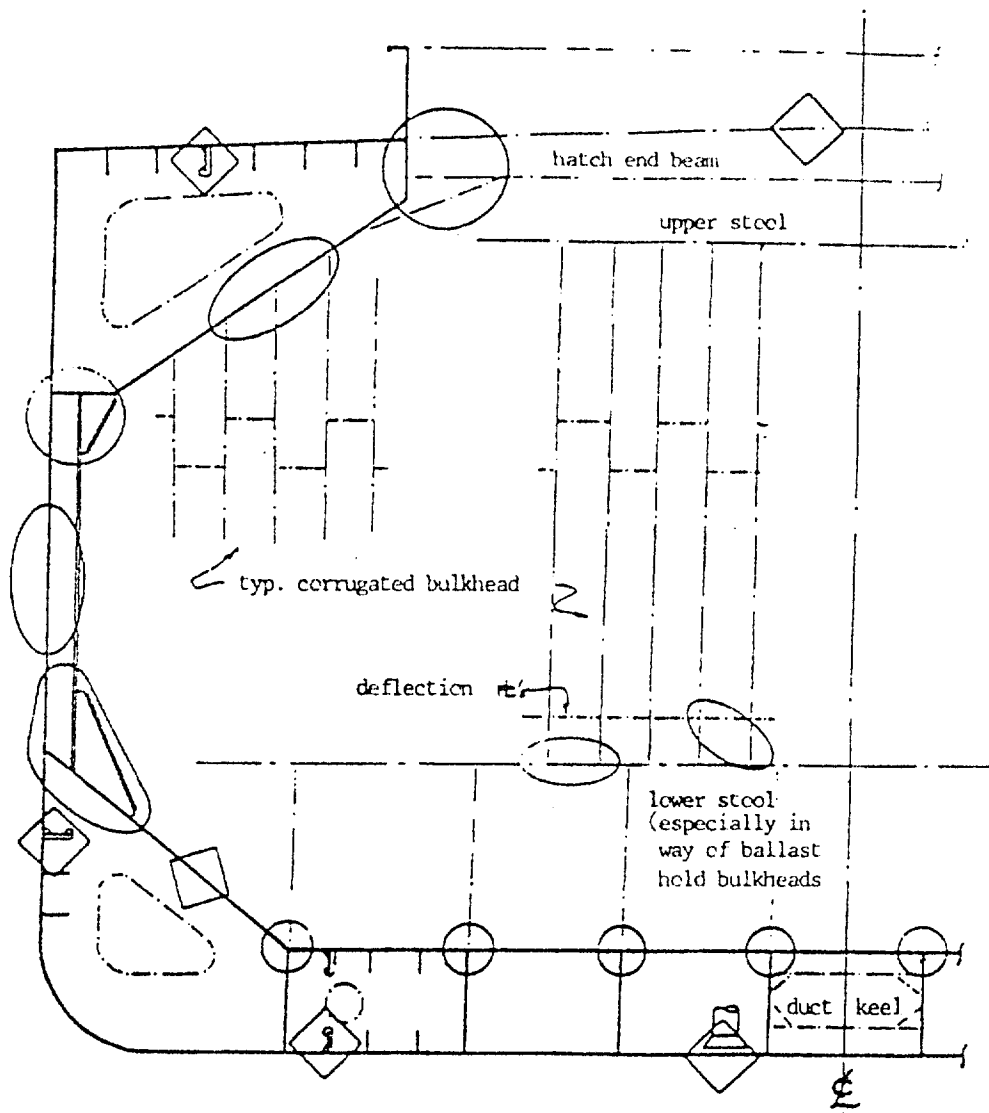 hatch end beam
upper stool
typ. corrugated bulkhead
deflection
lower stool
(especially in
way of ballast
hold bulkheads
duct keel
℄